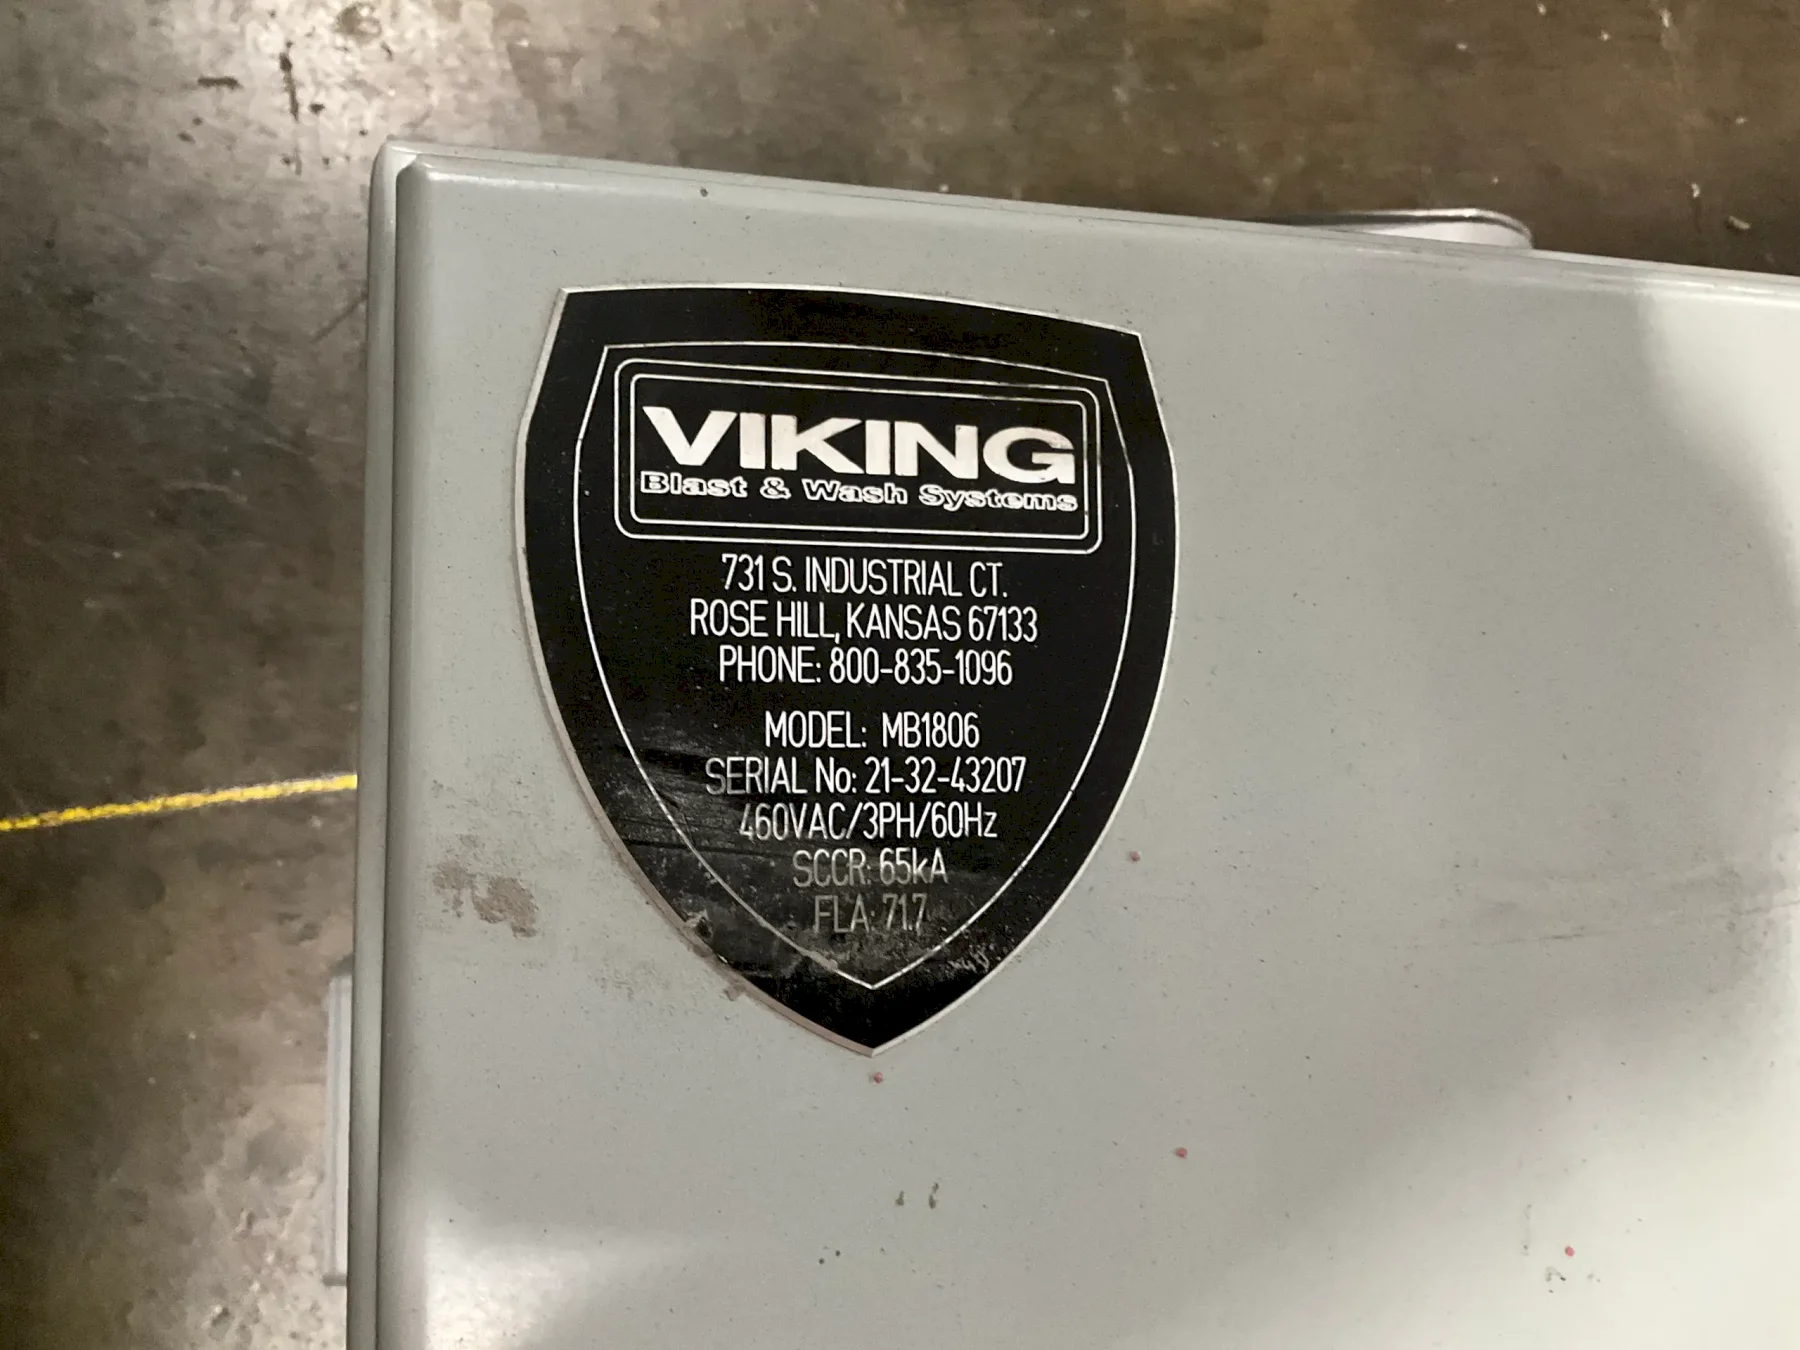 VIKING
Blast & Wash Systems
731 S. INDUSTRIAL CT.
ROSE HILL, KANSAS 67133
PHONE: 800-835-1096
MODEL: MB1806
SERIAL No: 21-32-43207
460VAC/3PH/60Hz
SCCR: 65kA
FLA: 71.7